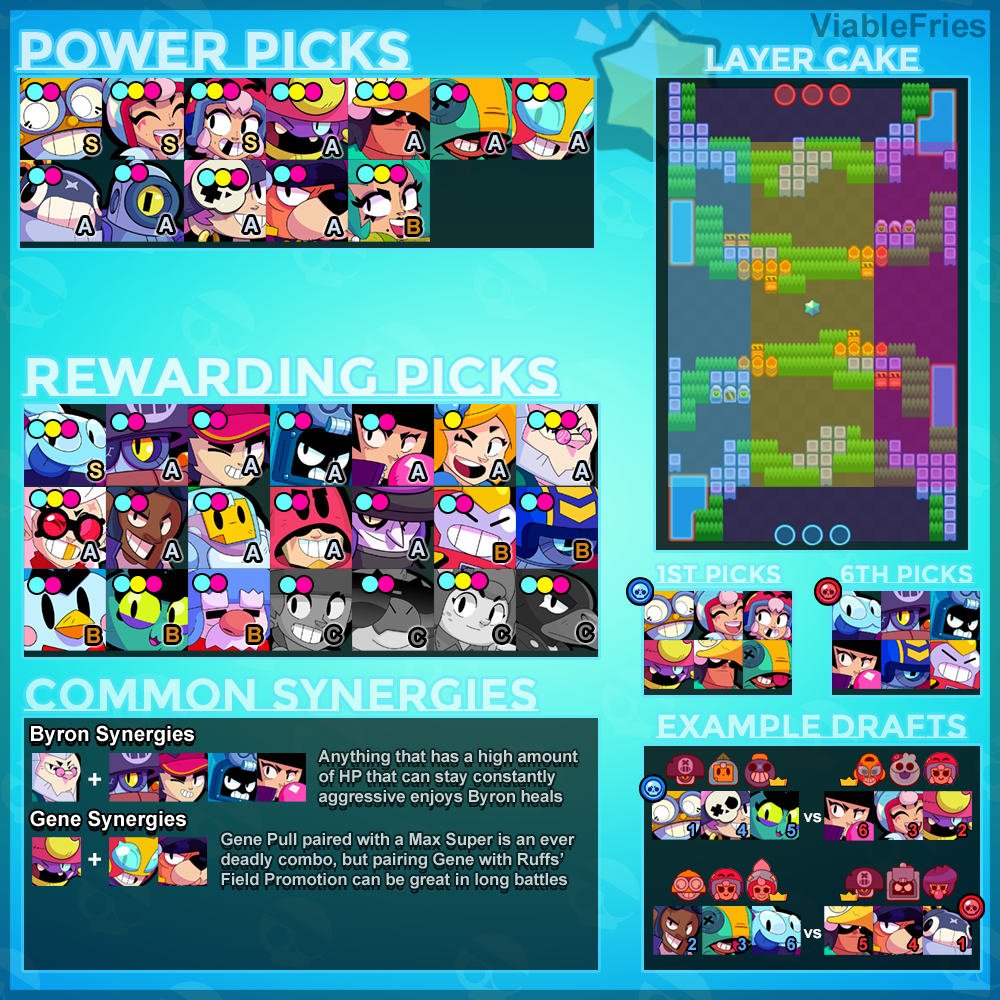 ViableFries
POWER PICKS
LAYER CAKE
S S S A A A A
A A A A B
REWARDING PICKS
S A A A A A A
A A A A A B B
B B B C C C C
1ST PICKS
6TH PICKS
COMMON SYNERGIES
Byron Synergies
+
Anything that has a high amount
of HP that can stay constantly
aggressive enjoys Byron heals
Gene Synergies
+
Gene Pull paired with a Max Super is an ever
deadly combo, but pairing Gene with Ruffs'
Field Promotion can be great in long battles
EXAMPLE DRAFTS
1 4 5 vs 6 3 2
2 3 6 vs 5 4 1